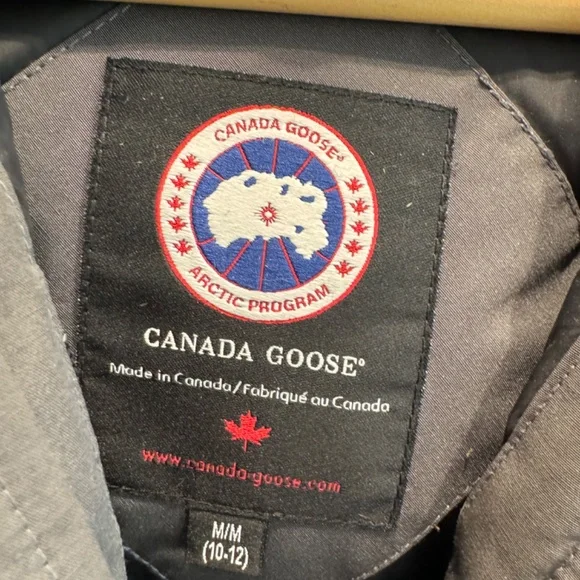 CANADA GOOSE®
ARCTIC PROGRAM
CANADA GOOSE®
Made in Canada/Fabriqué au Canada
www.canada-goose.com
M/M
(10-12)